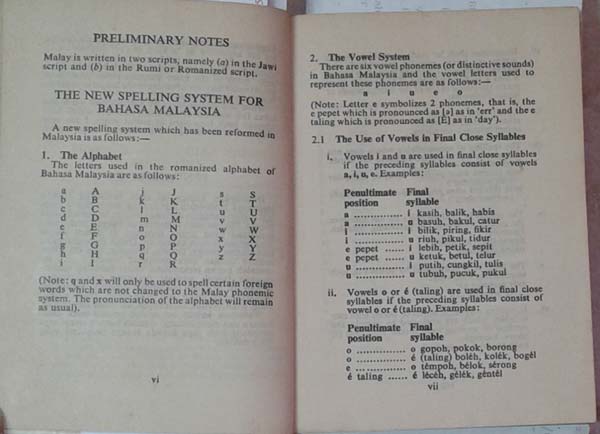 PRELIMINARY NOTES
Malay is written in two scripts, namely (a) in the Jawi
script and (b) in the Rumi or Romanized script.
THE NEW SPELLING SYSTEM FOR
BAHASA MALAYSIA
A new spelling system which has been reformed in
Malaysia is as follows:—
1. The Alphabet
The letters used in the romanized alphabet of
Bahasa Malaysia are as follows:
a A j J s S
b B k K t T
c C l L u U
d D m M v V
e E n N w W
f F o O x X
g G p P y Y
h H q Q z Z
i I r R
(Note: q and x will only be used to spell certain foreign
words which are not changed to the Malay phonemic
system. The pronunciation of the alphabet will remain
as usual).
vi
2. The Vowel System
There are six vowel phonemes (or distinctive sounds)
in Bahasa Malaysia and the vowel letters used to
represent these phonemes are as follows:—
a i u e o
(Note: Letter e symbolizes 2 phonemes, that is, the
e pepet which is pronounced as [ə] as in 'err' and the e
taling which is pronounced as [E] as in 'day').
2.1 The Use of Vowels in Final Close Syllables
i. Vowels i and u are used in final close syllables
if the preceding syllables consist of vowels
a, i, u, e. Examples:
Penultimate Final
position syllable
a .............. i kasih, balik, habis
a .............. u basuh, bakul, catur
i .............. i bilik, piring, fikir
i .............. u riuh, pikul, tidur
e pepet ...... i lebih, petik, sepit
e pepet ...... u ketuk, betul, telur
u .............. i putih, cungkil, tulis
u .............. u tubuh, pucuk, pukul
ii. Vowels o or é (taling) are used in final close
syllables if the preceding syllables consist of
vowel o or é (taling). Examples:
Penultimate Final
position syllable
o .............. o gopoh, pokok, borong
o .............. é (taling) boléh, kolék, bogél
e .............. o témpoh, bélok, sérong
é taling ...... é lécéh, gélék, géntél
vii